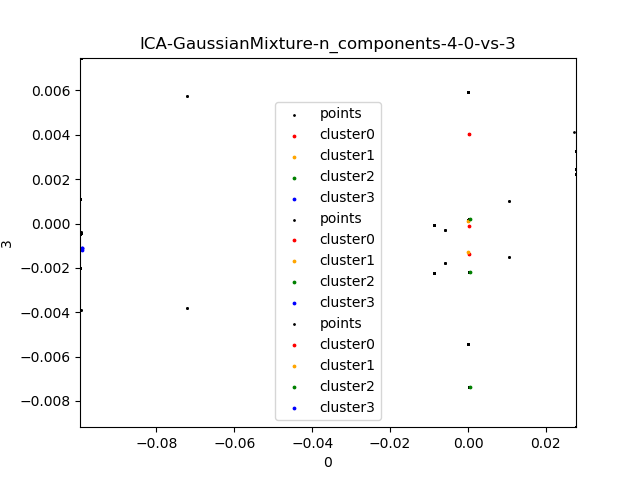 ICA-GaussianMixture-n_components-4-0-vs-3
0.006
0.004
0.002
0.000
−0.002
−0.004
−0.006
−0.008
3
points
cluster0
cluster1
cluster2
cluster3
points
cluster0
cluster1
cluster2
cluster3
points
cluster0
cluster1
cluster2
cluster3
−0.08 −0.06 −0.04 −0.02 0.00 0.02
0